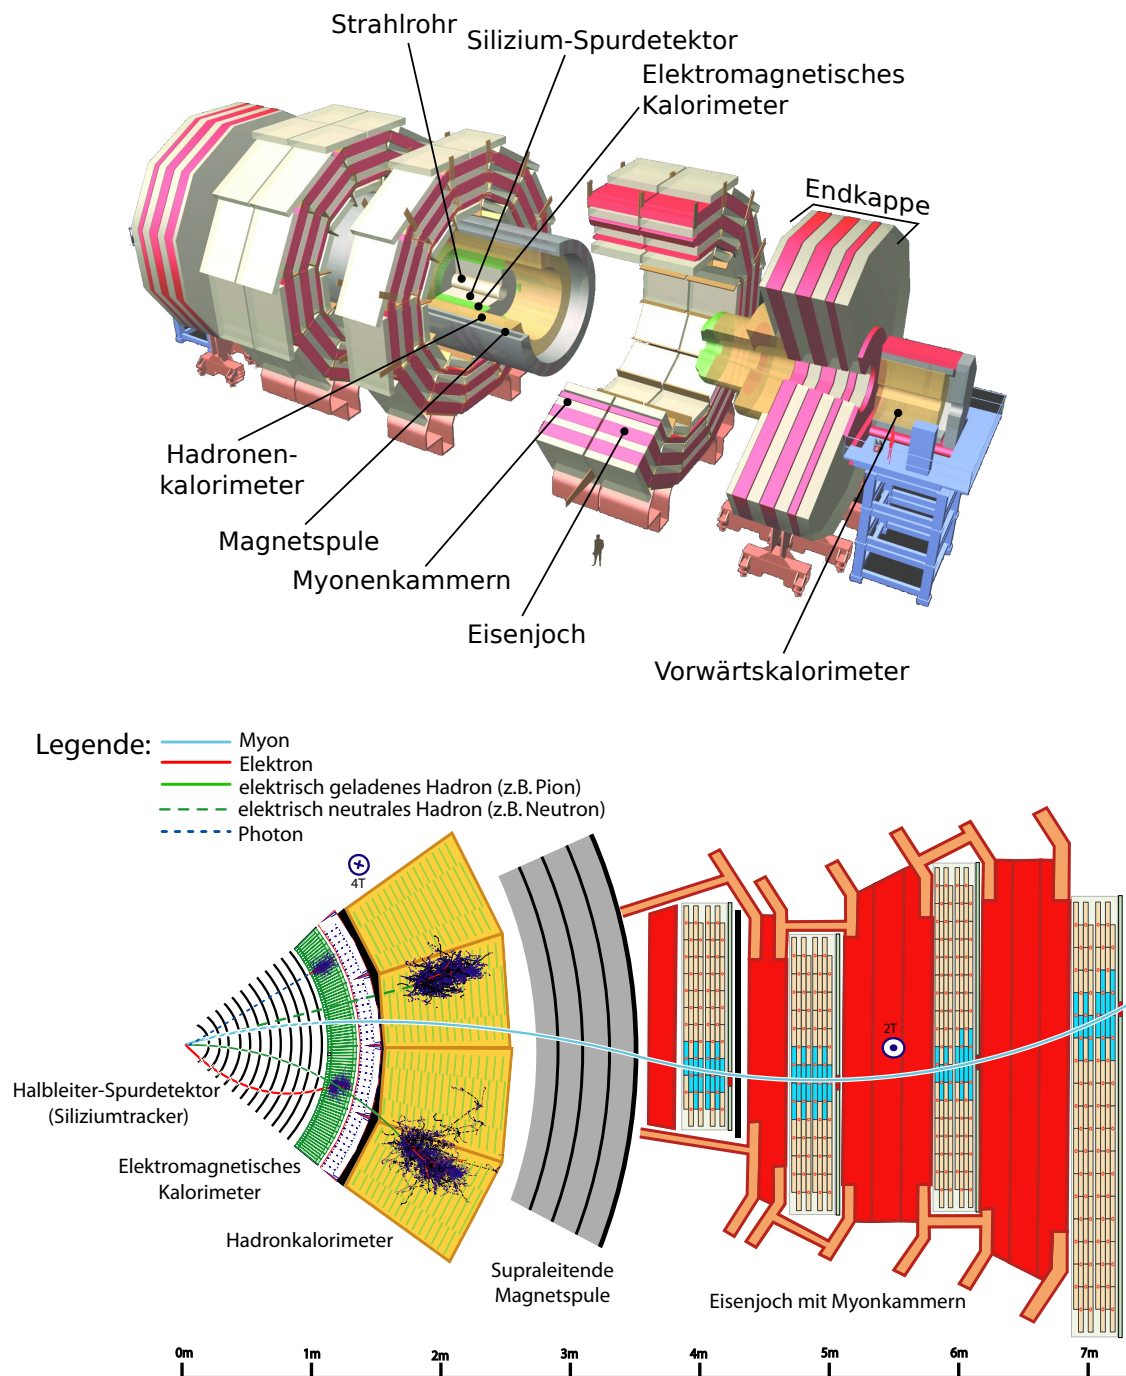 Strahlrohr
Silizium-Spurdetektor
Elektromagnetisches
Kalorimeter
Endkappe
Hadronen-
kalorimeter
Magnetspule
Myonenkammern
Eisenjoch
Vorwärtskalorimeter
Legende:
Myon
Elektron
elektrisch geladenes Hadron (z.B. Pion)
elektrisch neutrales Hadron (z.B. Neutron)
Photon
4T
2T
Halbleiter-Spurdetektor
(Siliziumtracker)
Elektromagnetisches
Kalorimeter
Hadronkalorimeter
Supraleitende
Magnetspule
Eisenjoch mit Myonkammern
0m 1m 2m 3m 4m 5m 6m 7m